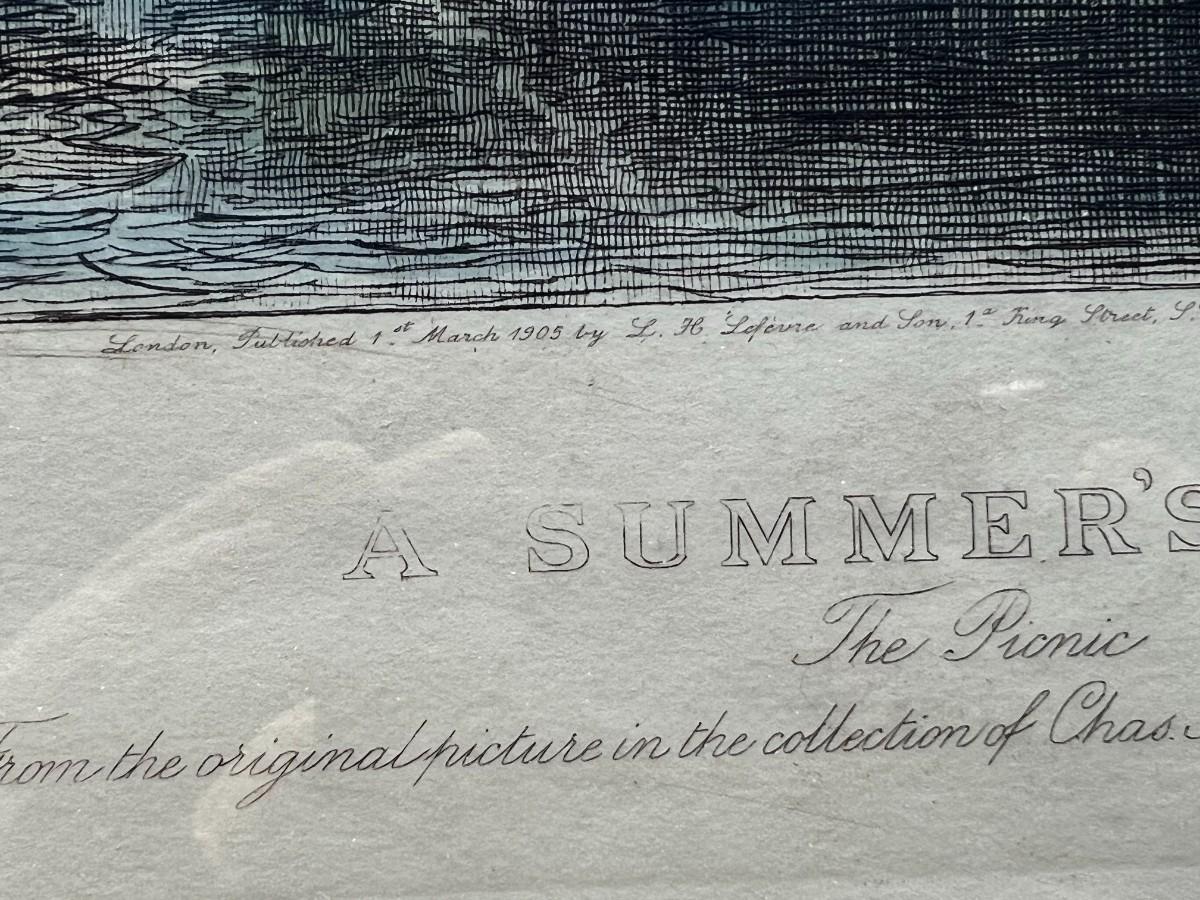 London, Published 1st March 1905 by L. H. Lefèvre and Son, 1a King Street, S.
A SUMMER'S
The Picnic
From the original picture in the collection of Chas.